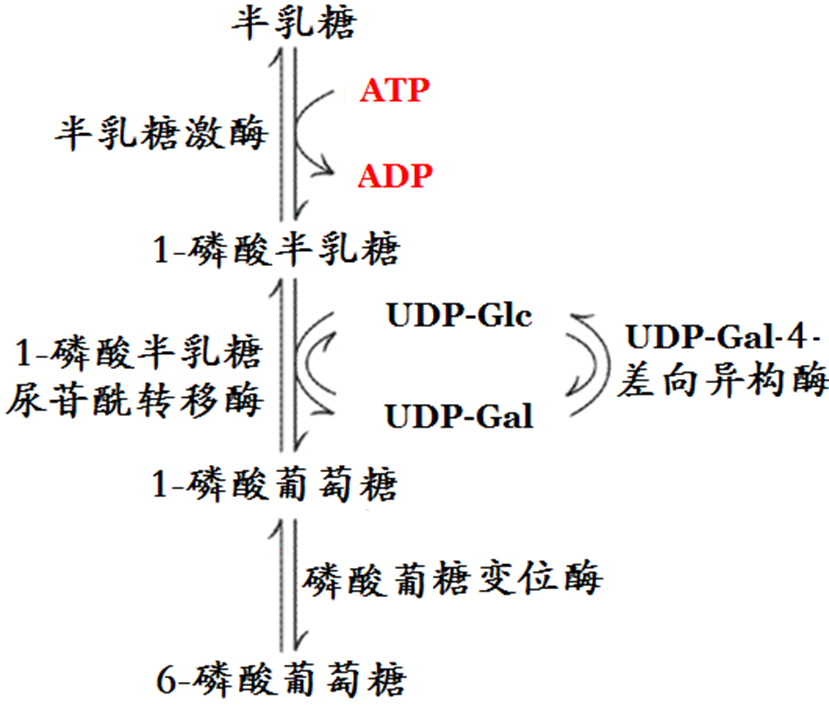 半乳糖
ATP
半乳糖激酶
ADP
1-磷酸半乳糖
UDP-Glc
1-磷酸半乳糖
尿苷酰转移酶
UDP-Gal-4-
差向异构酶
UDP-Gal
1-磷酸葡萄糖
磷酸葡糖变位酶
6-磷酸葡萄糖